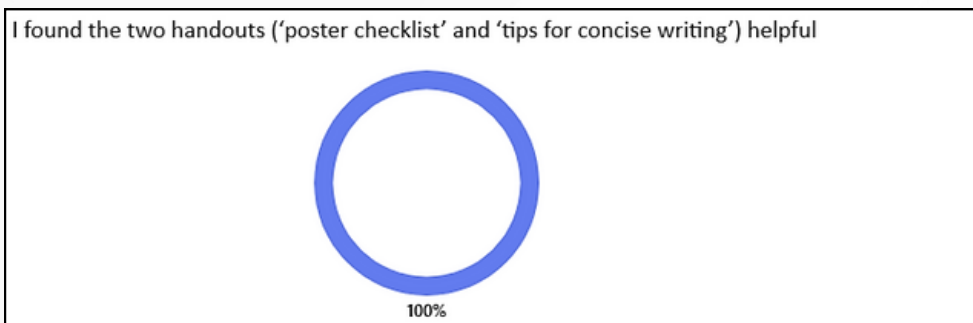 I found the two handouts (‘poster checklist’ and ‘tips for concise writing’) helpful
100%